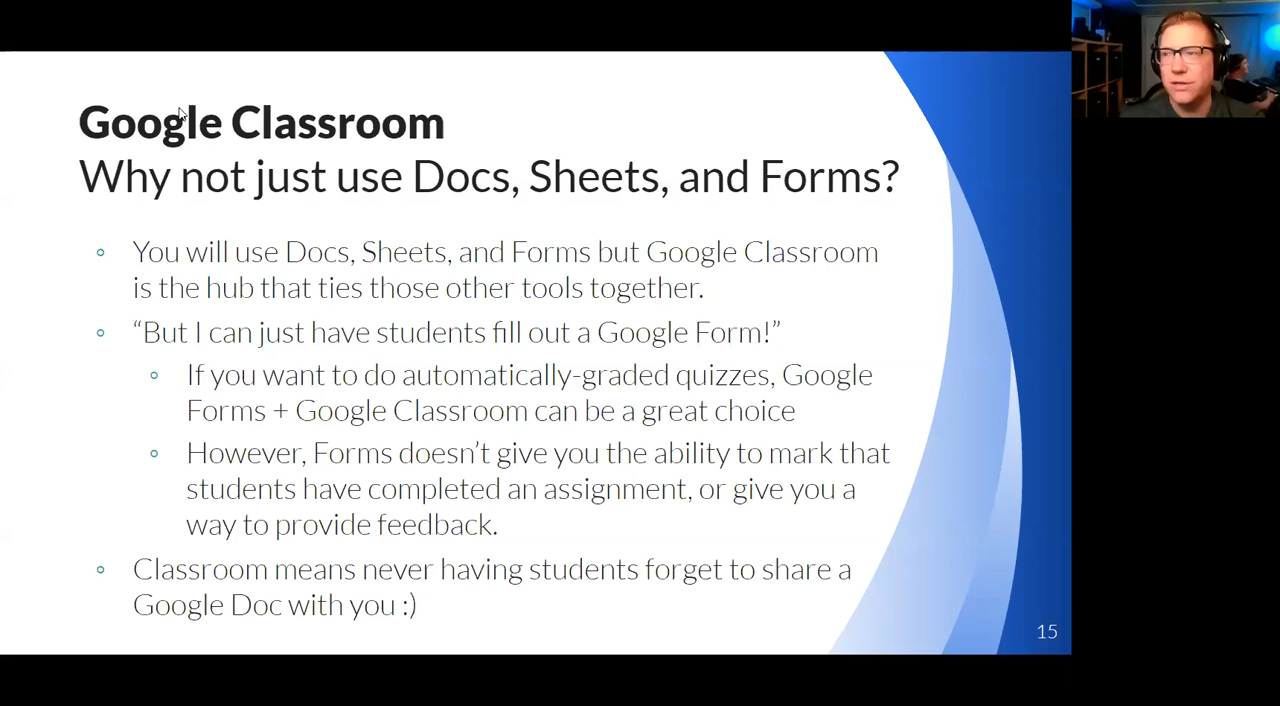 Google Classroom
Why not just use Docs, Sheets, and Forms?
You will use Docs, Sheets, and Forms but Google Classroom
is the hub that ties those other tools together.
“But I can just have students fill out a Google Form!”
If you want to do automatically-graded quizzes, Google
Forms + Google Classroom can be a great choice
However, Forms doesn’t give you the ability to mark that
students have completed an assignment, or give you a
way to provide feedback.
Classroom means never having students forget to share a
Google Doc with you :)
15